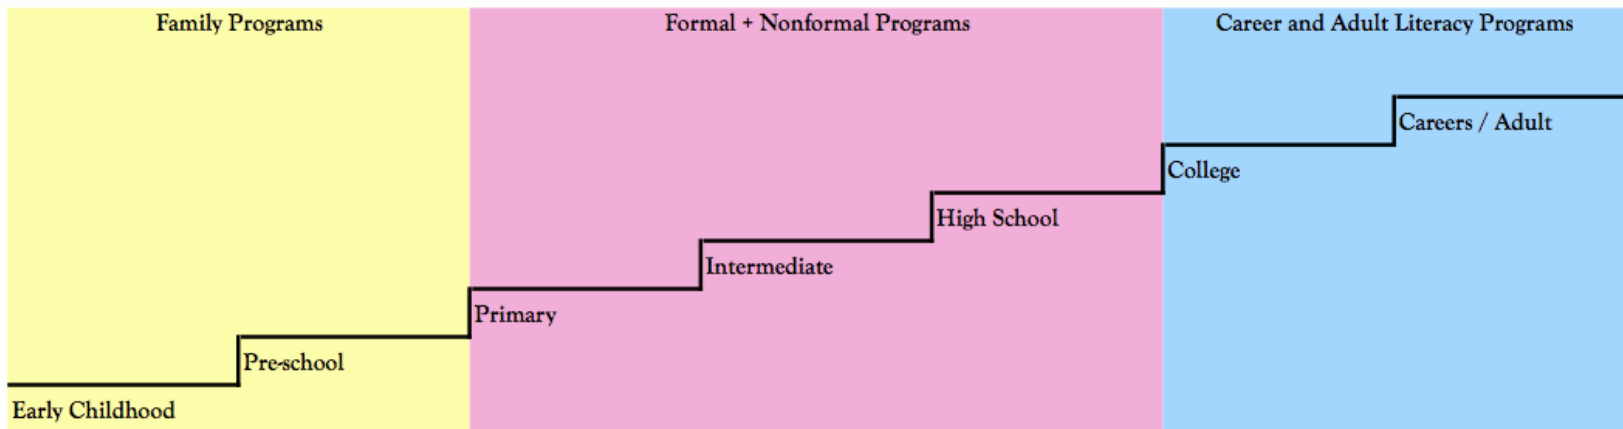 Family Programs
Formal + Nonformal Programs
Career and Adult Literacy Programs
Careers / Adult
College
High School
Intermediate
Primary
Pre-school
Early Childhood